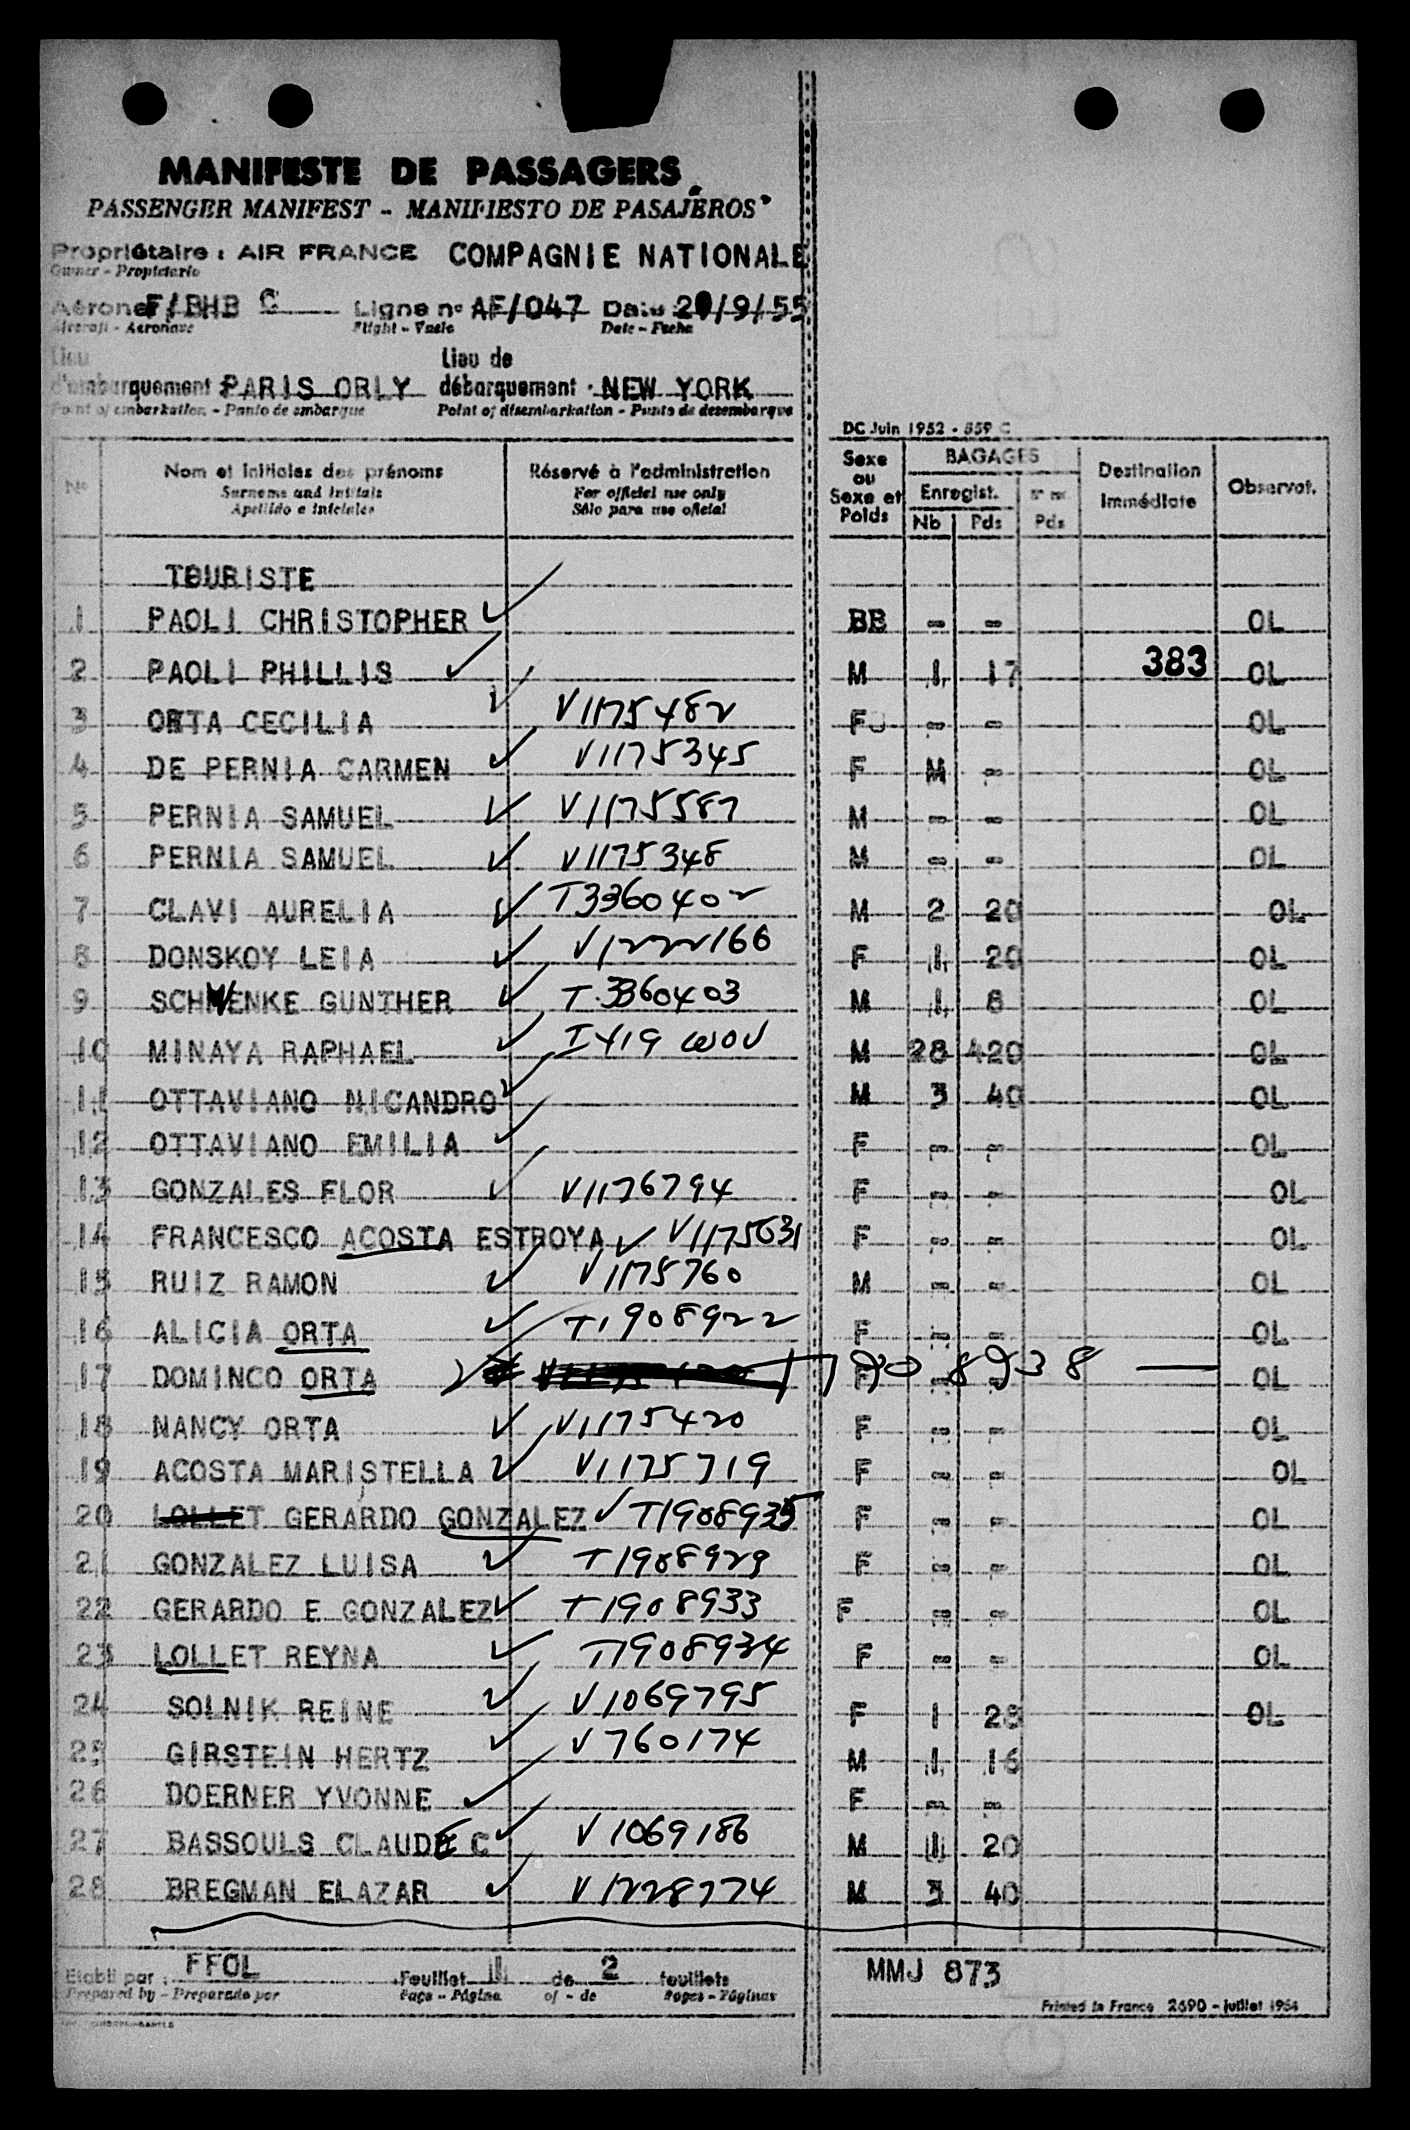 MANIFESTE DE PASSAGERS
PASSENGER MANIFEST - MANIFIESTO DE PASAJEROS
Propriétaire : AIR FRANCE COMPAGNIE NATIONALE
Owner - Propietario
Aéronef F/BHB C Ligne n° AF/047 Date /9/55
Aircraft - Aeronave Flight - Vuelo Date - Fecha
Lieu Lieu de
d'embarquement PARIS ORLY débarquement NEW YORK
Point of embarkation - Punto de embarque Point of disembarkation - Punto de desembarque
DC Juin 1952 - 559 C
N° Nom et initiales des prénoms Réservé à l'administration Sexe ou Sexe et Poids BAGAGES Destination Immédiate Observat.
Surname and Initials For official use only Enregist.
Apellido e iniciales Sólo para uso oficial Nb Pds Pds
TOURISTE
1 PAOLI CHRISTOPHER BB - - OL
2 PAOLI PHILLIS M 1 17 383 OL
3 ORTA CECILIA V1175482 F - - OL
4 DE PERNIA CARMEN V1175345 F M - OL
5 PERNIA SAMUEL V1175587 M - - OL
6 PERNIA SAMUEL V1175348 M - - OL
7 CLAVI AURELIA T3360402 M 2 20 OL
8 DONSKOY LEIA V1222166 F 1 20 OL
9 SCHWENKE GUNTHER T.3360403 M 1 8 OL
10 MINAYA RAPHAEL I419 M 28 420 OL
11 OTTAVIANO NICANDRO M 3 40 OL
12 OTTAVIANO EMILIA F - - OL
13 GONZALES FLOR V1176794 F - - OL
14 FRANCESCO ACOSTA ESTROYA V1175631 F - - OL
15 RUIZ RAMON V1175760 M - - OL
16 ALICIA ORTA T1908922 F - - OL
17 DOMINCO ORTA T1908938 — F - - OL
18 NANCY ORTA V1175420 F - - OL
19 ACOSTA MARISTELLA V1175719 F - - OL
20 LOLLET GERARDO GONZALEZ T1908935 F - - OL
21 GONZALEZ LUISA T1908929 F - - OL
22 GERARDO E GONZALEZ T1908933 F - - OL
23 LOLLET REYNA T1908934 F - - OL
24 SOLNIK REINE V1069795 F 1 28 OL
25 GIRSTEIN HERTZ V760174 M 1 16
26 DOERNER YVONNE F - -
27 BASSOULS CLAUDE C V1069186 M 1 20
28 BREGMAN ELAZAR V1228774 M 3 40
Etabli par : FFOL Feuillet 1 de 2 feuillets MMJ 873
Prepared by - Preparado por Page - Página of - de Pages - Páginas
Printed in France 2690 - juillet 1954